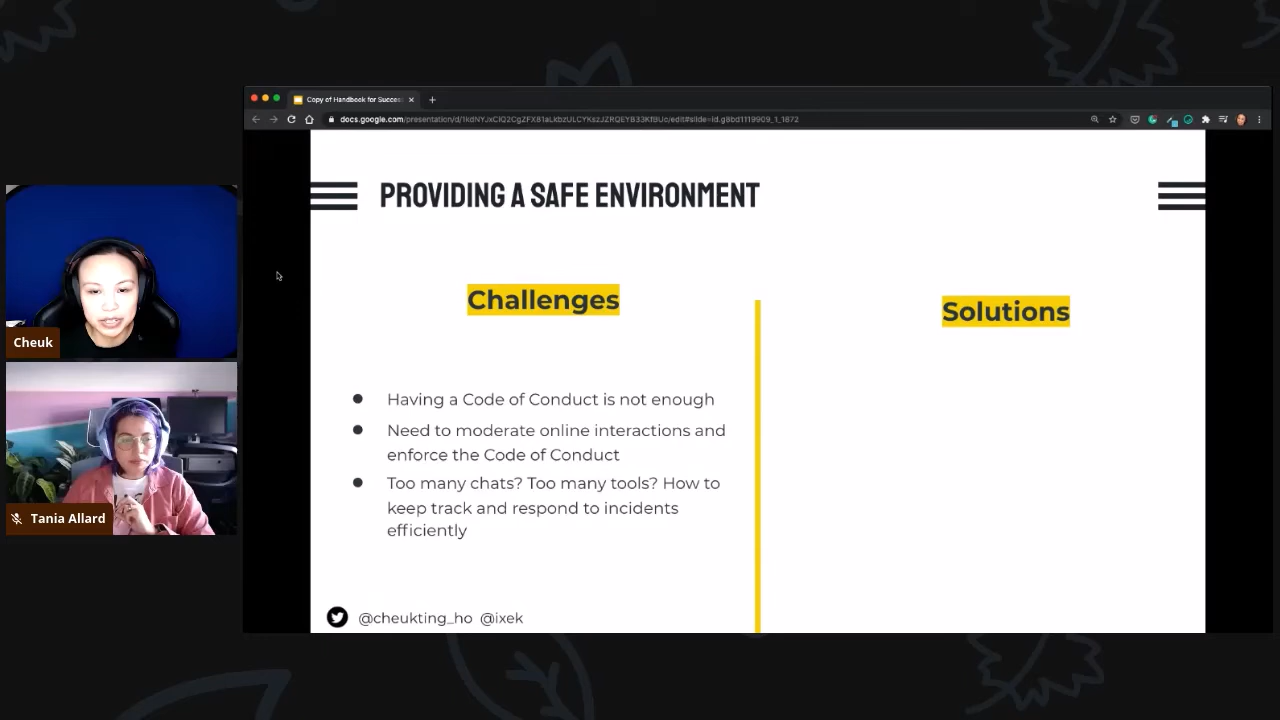 Copy of Handbook for Succes
docs.google.com
PROVIDING A SAFE ENVIRONMENT
Challenges
Solutions
Having a Code of Conduct is not enough
Need to moderate online interactions and
enforce the Code of Conduct
Too many chats? Too many tools? How to
keep track and respond to incidents
efficiently
@cheukting_ho @ixek
Cheuk
Tania Allard